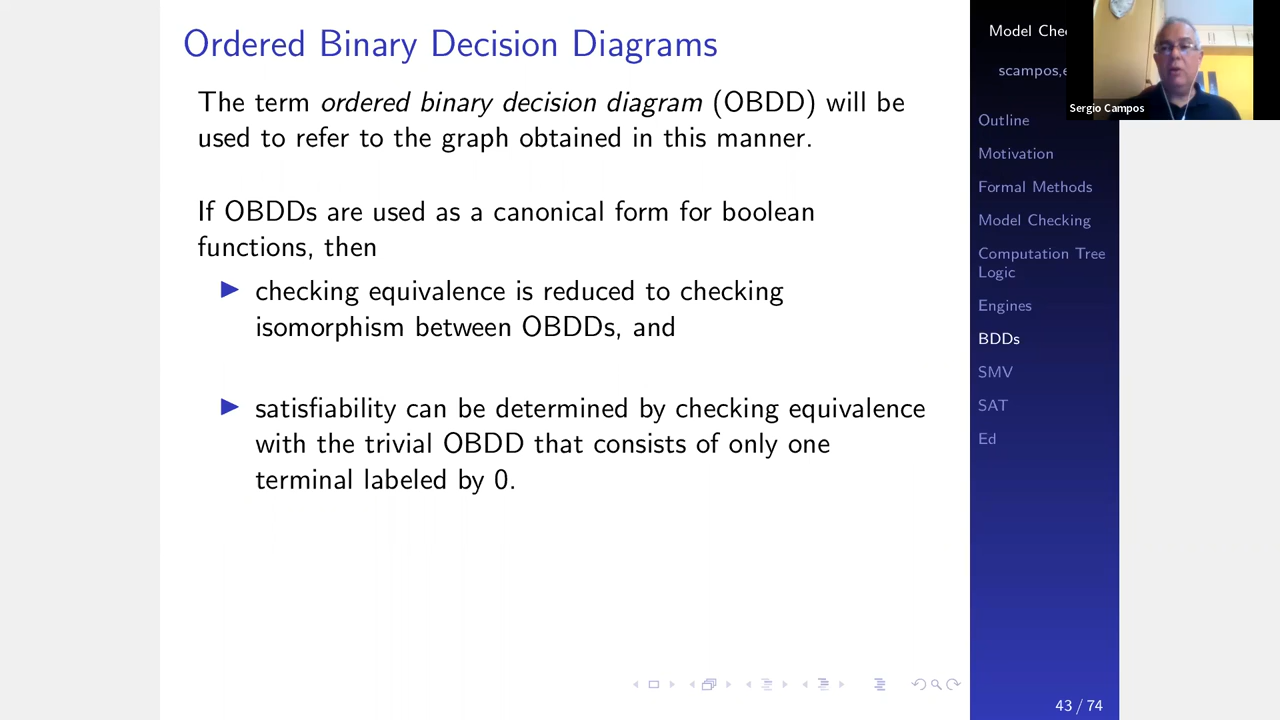 Ordered Binary Decision Diagrams
The term ordered binary decision diagram (OBDD) will be
used to refer to the graph obtained in this manner.
If OBDDs are used as a canonical form for boolean
functions, then
checking equivalence is reduced to checking
isomorphism between OBDDs, and
satisfiability can be determined by checking equivalence
with the trivial OBDD that consists of only one
terminal labeled by 0.
Model Che
scampos,e
Sergio Campos
Outline
Motivation
Formal Methods
Model Checking
Computation Tree
Logic
Engines
BDDs
SMV
SAT
Ed
43 / 74